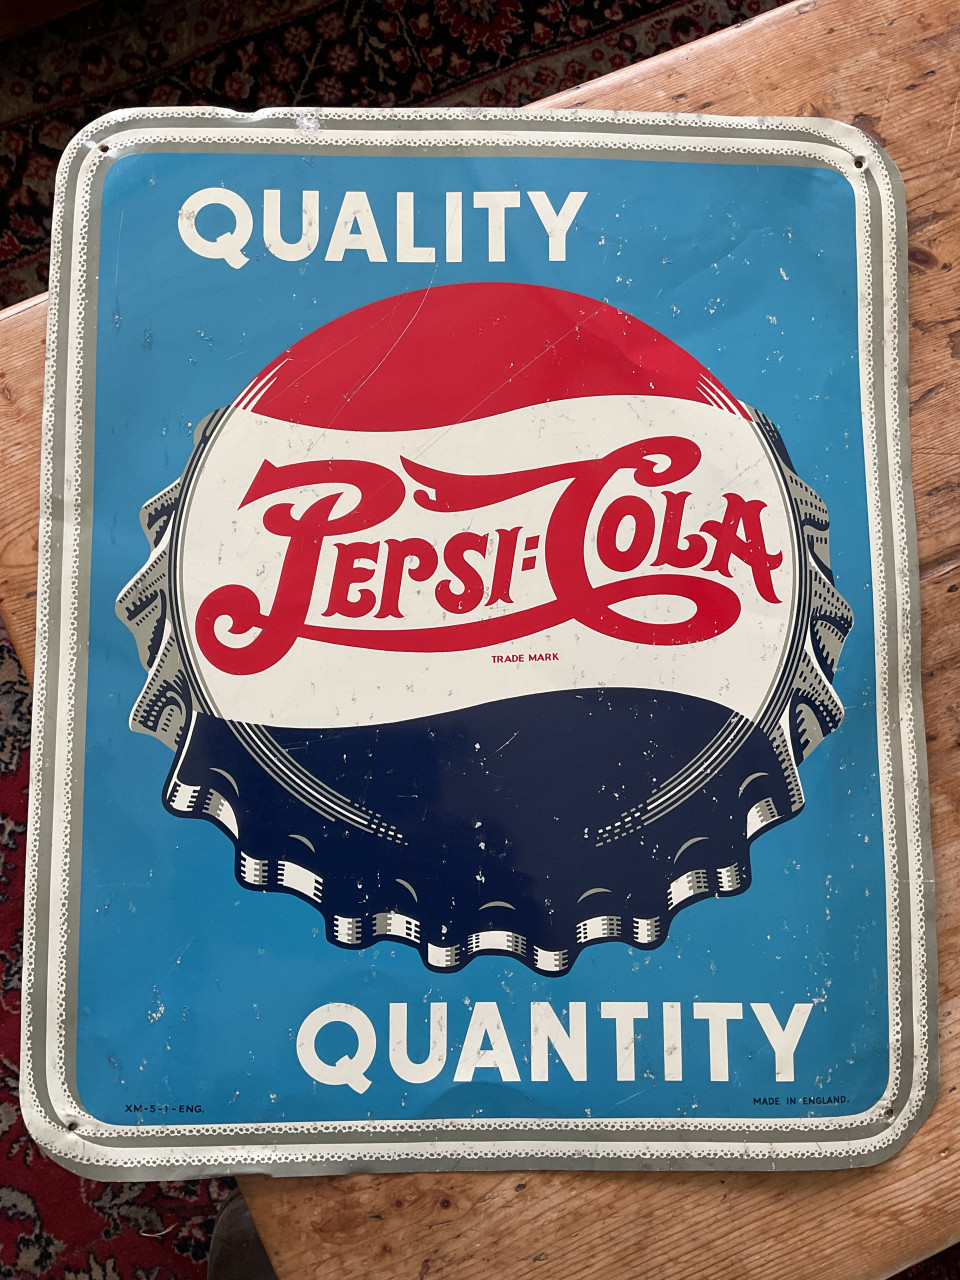 QUALITY
PEPSI:COLA
TRADE MARK
QUANTITY
XM-5-1-ENG.
MADE IN ENGLAND.